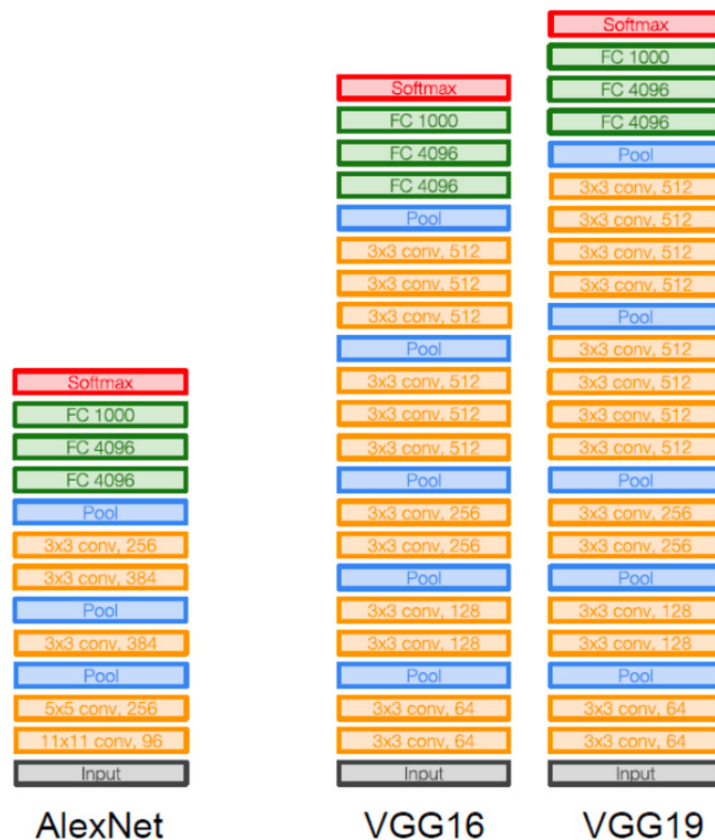 Softmax
FC 1000
FC 4096
FC 4096
Pool
3x3 conv, 256
3x3 conv, 384
Pool
3x3 conv, 384
Pool
5x5 conv, 256
11x11 conv, 96
Input
AlexNet
Softmax
FC 1000
FC 4096
FC 4096
Pool
3x3 conv, 512
3x3 conv, 512
3x3 conv, 512
Pool
3x3 conv, 512
3x3 conv, 512
3x3 conv, 512
Pool
3x3 conv, 256
3x3 conv, 256
Pool
3x3 conv, 128
3x3 conv, 128
Pool
3x3 conv, 64
3x3 conv, 64
Input
VGG16
Softmax
FC 1000
FC 4096
FC 4096
Pool
3x3 conv, 512
3x3 conv, 512
3x3 conv, 512
3x3 conv, 512
Pool
3x3 conv, 512
3x3 conv, 512
3x3 conv, 512
3x3 conv, 512
Pool
3x3 conv, 256
3x3 conv, 256
Pool
3x3 conv, 128
3x3 conv, 128
Pool
3x3 conv, 64
3x3 conv, 64
Input
VGG19